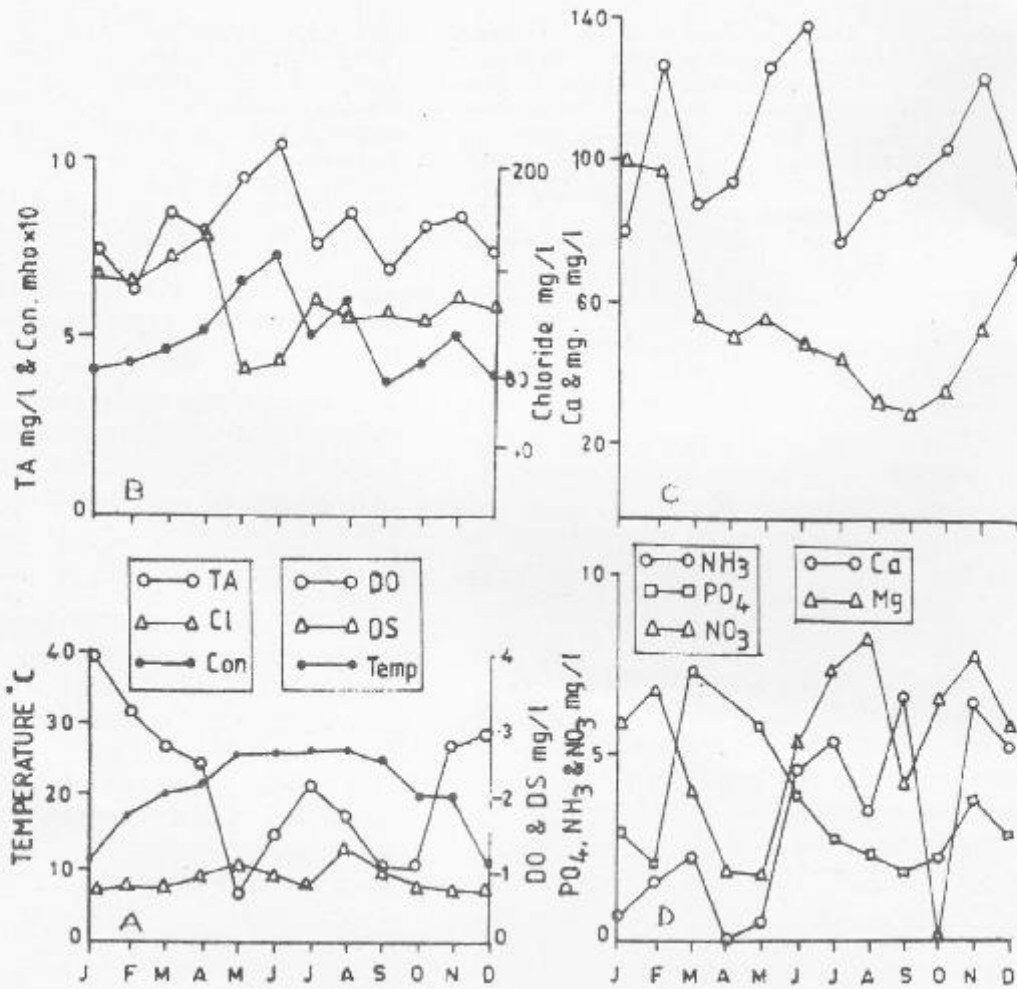 140
100
60
20
Ca & mg. mg/l
C
10
5
0
TA mg/l & Con. mho×10
200
80
Chloride mg/l
B
TA
Cl
Con
DO
DS
Temp
NH3
PO4
NO3
Ca
Mg
40
30
20
10
0
TEMPERATURE °C
4
3
2
1
0
DO & DS mg/l
A
10
5
0
PO4, NH3 & NO3 mg/l
D
J F M A M J J A S O N D
J F M A M J J A S O N D